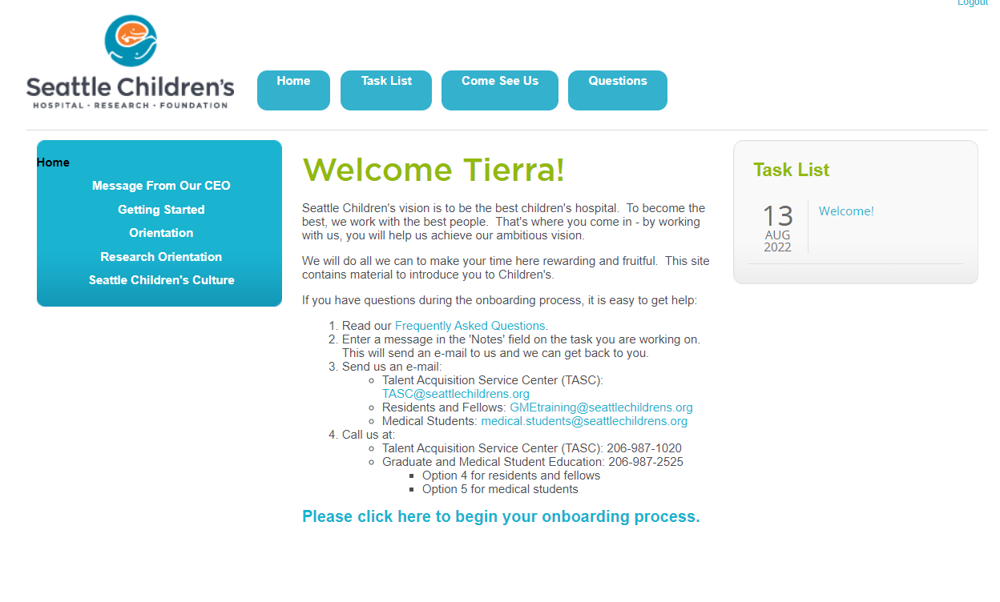 Logout
Seattle Children's
HOSPITAL • RESEARCH • FOUNDATION
Home
Task List
Come See Us
Questions
Home
Message From Our CEO
Getting Started
Orientation
Research Orientation
Seattle Children's Culture
Welcome Tierra!
Seattle Children's vision is to be the best children's hospital.  To become the
best, we work with the best people.  That's where you come in - by working
with us, you will help us achieve our ambitious vision.
We will do all we can to make your time here rewarding and fruitful.  This site
contains material to introduce you to Children's.
If you have questions during the onboarding process, it is easy to get help:
1. Read our Frequently Asked Questions.
2. Enter a message in the 'Notes' field on the task you are working on.
This will send an e-mail to us and we can get back to you.
3. Send us an e-mail:
◦ Talent Acquisition Service Center (TASC):
TASC@seattlechildrens.org
◦ Residents and Fellows: GMEtraining@seattlechildrens.org
◦ Medical Students: medical.students@seattlechildrens.org
4. Call us at:
◦ Talent Acquisition Service Center (TASC): 206-987-1020
◦ Graduate and Medical Student Education: 206-987-2525
▪ Option 4 for residents and fellows
▪ Option 5 for medical students
Please click here to begin your onboarding process.
Task List
13
AUG
2022
Welcome!